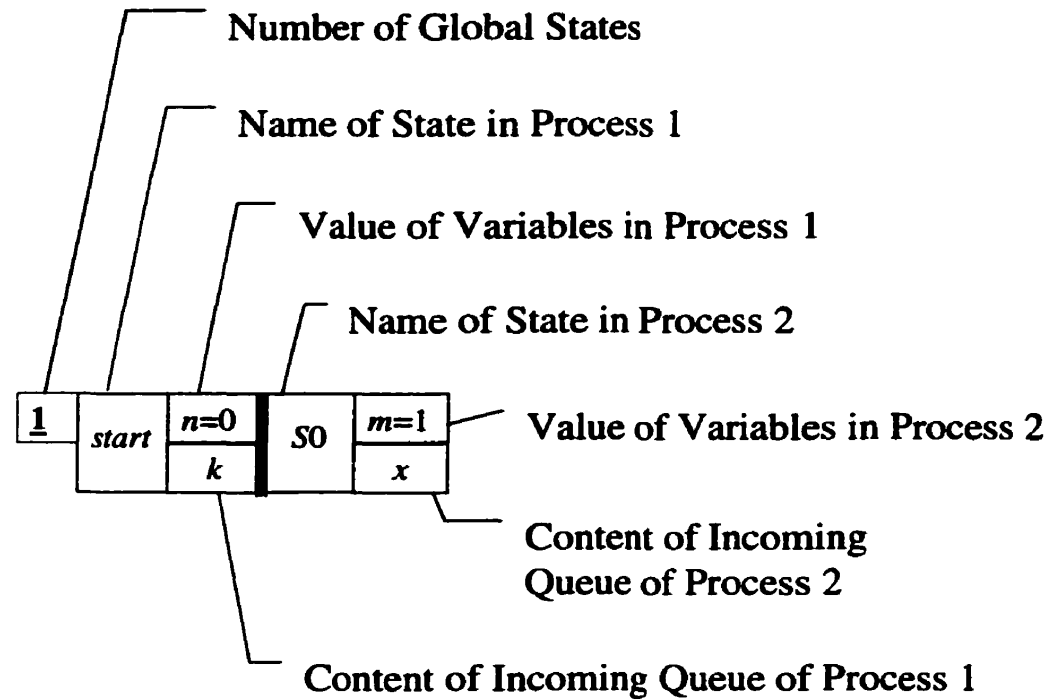 Number of Global States
Name of State in Process 1
Value of Variables in Process 1
Name of State in Process 2
1 start n=0 S0 m=1
k x
Value of Variables in Process 2
Content of Incoming
Queue of Process 2
Content of Incoming Queue of Process 1